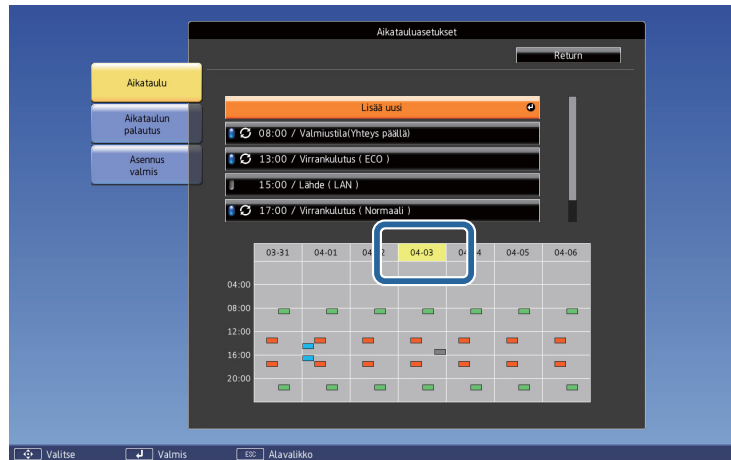 Aikatauluasetukset
Return
Aikataulu
Aikataulun
palautus
Asennus
valmis
Lisää uusi
08:00 / Valmiustila(Yhteys päällä)
13:00 / Virrankulutus ( ECO )
15:00 / Lähde ( LAN )
17:00 / Virrankulutus ( Normaali )
03-31 04-01 04-03 04-05 04-06
04:00
08:00
12:00
16:00
20:00
Valitse Valmis ESC Alavalikko